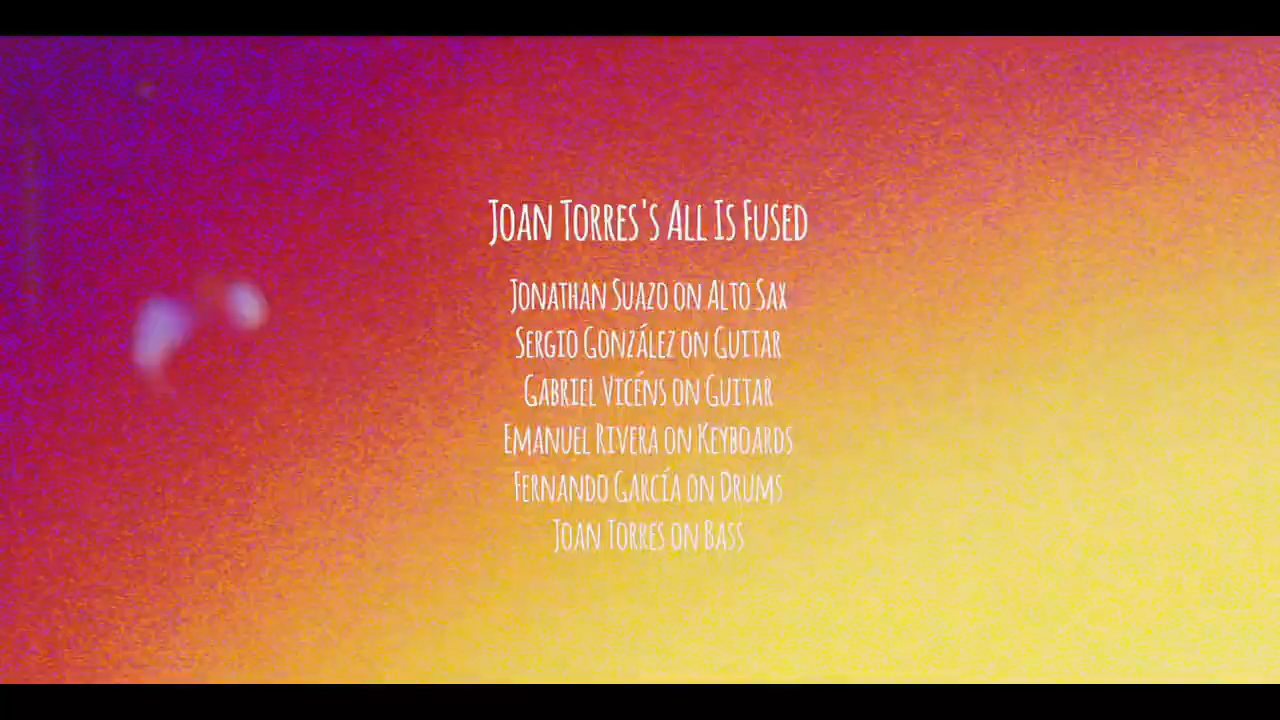 Joan Torres's All Is Fused
Jonathan Suazo on Alto Sax
Sergio González on Guitar
Gabriel Vicéns on Guitar
Emanuel Rivera on Keyboards
Fernando García on Drums
Joan Torres on Bass